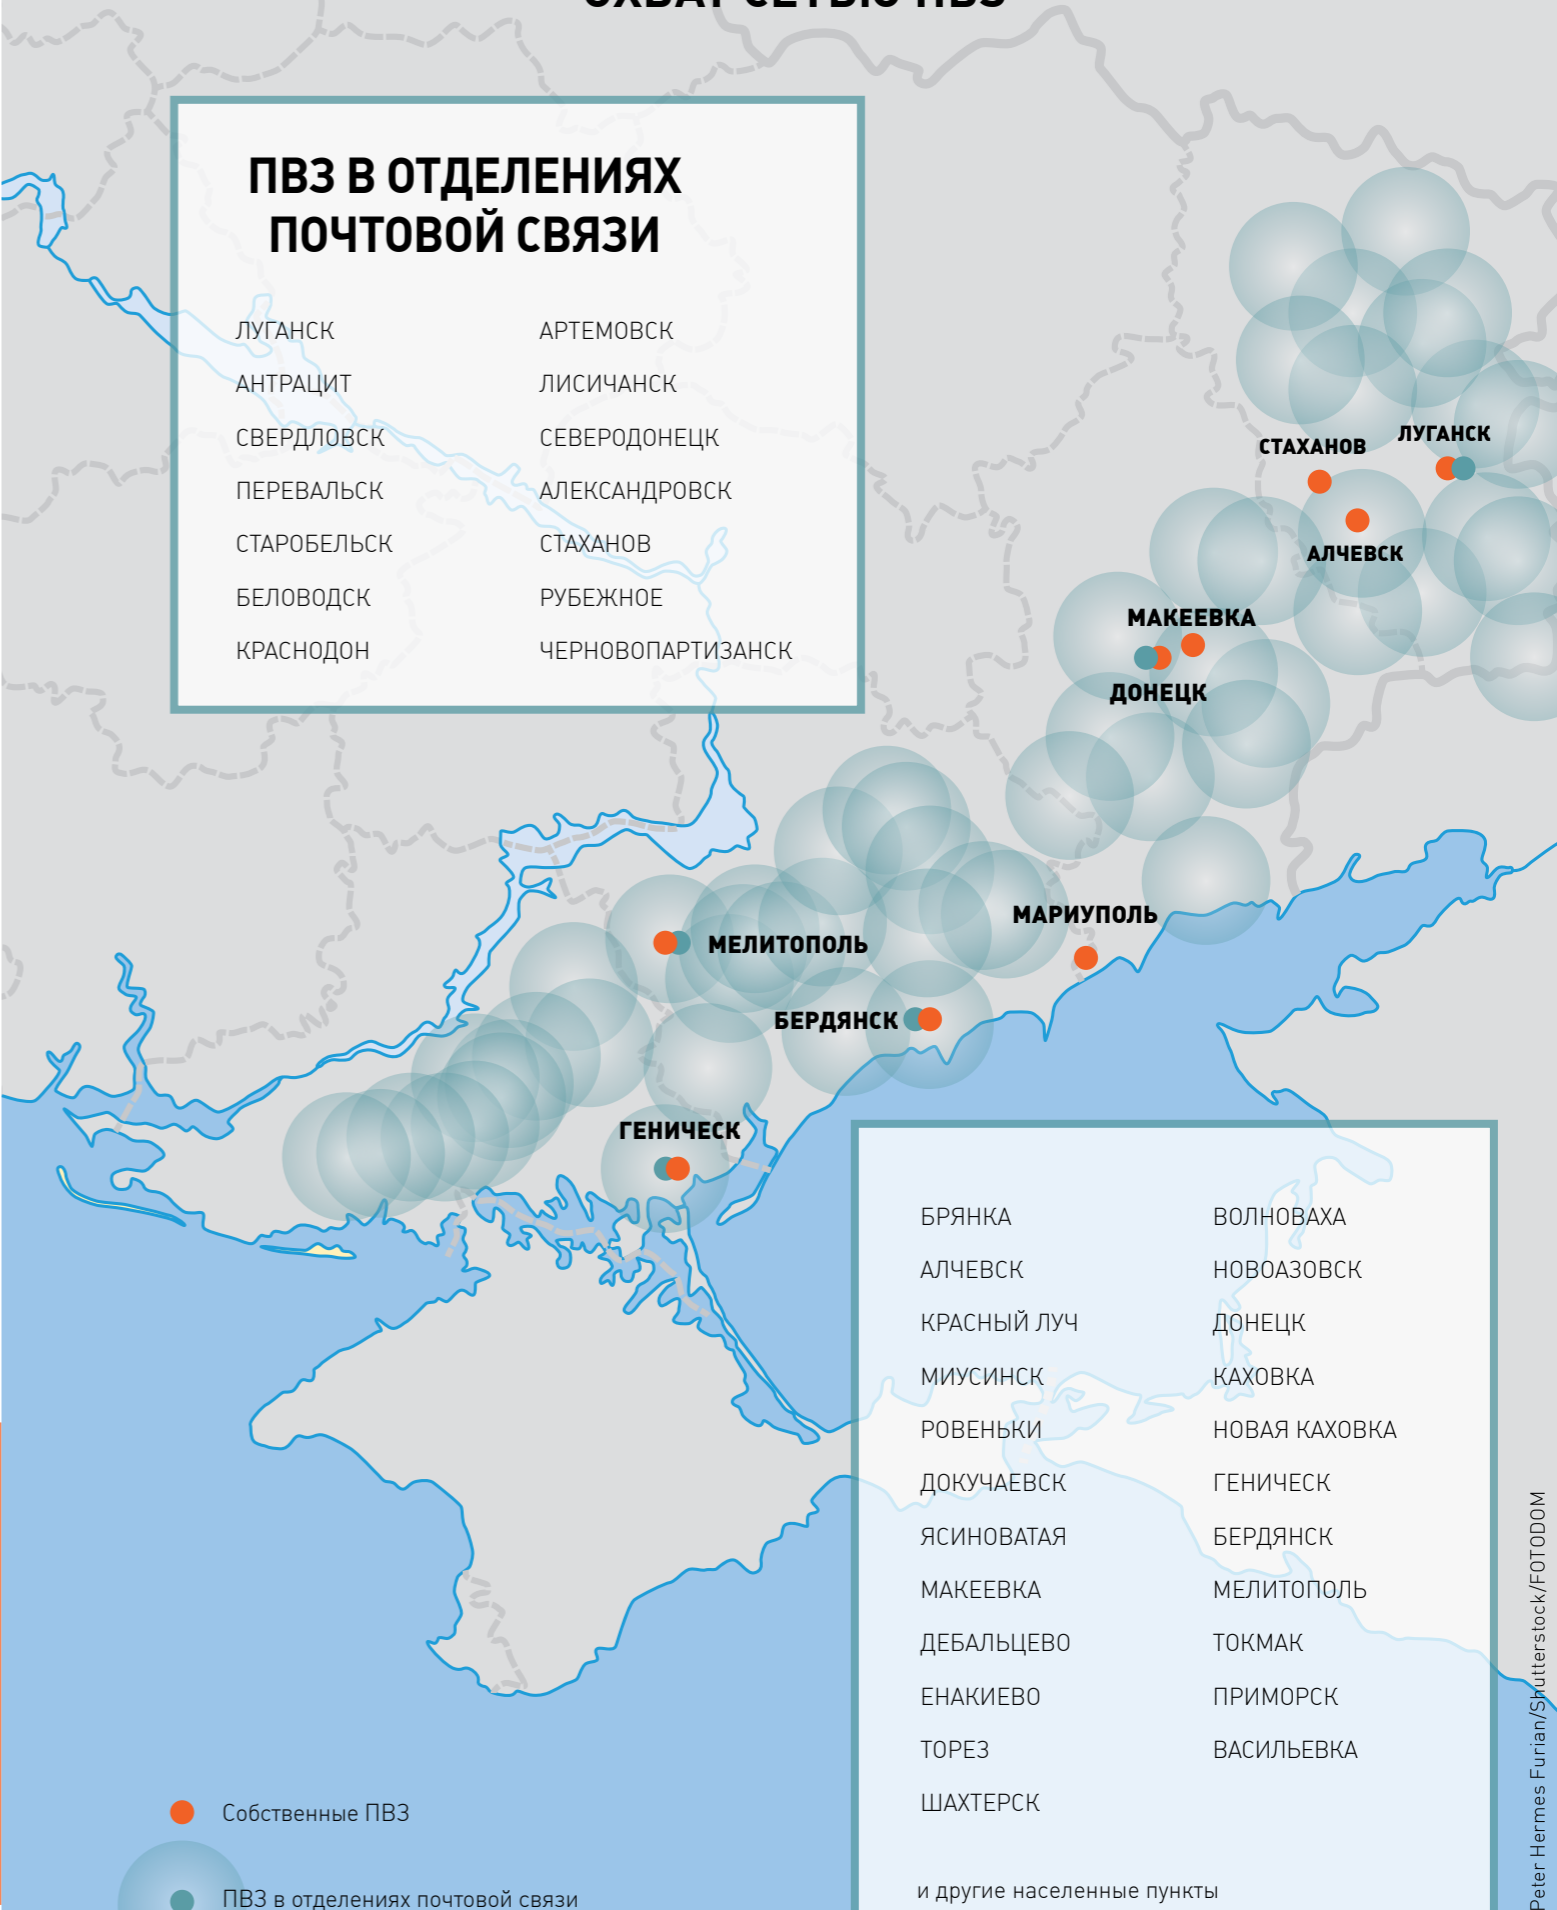 ОХВАТ СЕТЬЮ ПВЗ
ПВЗ В ОТДЕЛЕНИЯХ
ПОЧТОВОЙ СВЯЗИ
ЛУГАНСК
АНТРАЦИТ
СВЕРДЛОВСК
ПЕРЕВАЛЬСК
СТАРОБЕЛЬСК
БЕЛОВОДСК
КРАСНОДОН
АРТЕМОВСК
ЛИСИЧАНСК
СЕВЕРОДОНЕЦК
АЛЕКСАНДРОВСК
СТАХАНОВ
РУБЕЖНОЕ
ЧЕРНОВОПАРТИЗАНСК
СТАХАНОВ
ЛУГАНСК
АЛЧЕВСК
МАКЕЕВКА
ДОНЕЦК
МАРИУПОЛЬ
МЕЛИТОПОЛЬ
БЕРДЯНСК
ГЕНИЧЕСК
БРЯНКА
АЛЧЕВСК
КРАСНЫЙ ЛУЧ
МИУСИНСК
РОВЕНЬКИ
ДОКУЧАЕВСК
ЯСИНОВАТАЯ
МАКЕЕВКА
ДЕБАЛЬЦЕВО
ЕНАКИЕВО
ТОРЕЗ
ШАХТЕРСК
ВОЛНОВАХА
НОВОАЗОВСК
ДОНЕЦК
КАХОВКА
НОВАЯ КАХОВКА
ГЕНИЧЕСК
БЕРДЯНСК
МЕЛИТОПОЛЬ
ТОКМАК
ПРИМОРСК
ВАСИЛЬЕВКА
и другие населенные пункты
Собственные ПВЗ
ПВЗ в отделениях почтовой связи
Peter Hermes Furian/Shutterstock/FOTODOM